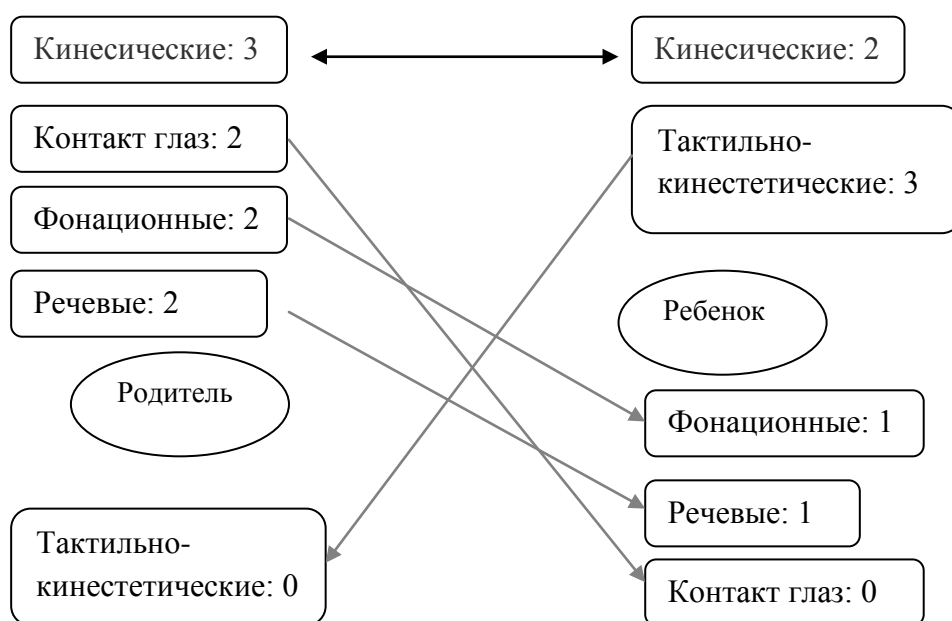 Кинесические: 3
Контакт глаз: 2
Фонационные: 2
Речевые: 2
Родитель
Тактильно-
кинестетические: 0
Кинесические: 2
Тактильно-
кинестетические: 3
Ребенок
Фонационные: 1
Речевые: 1
Контакт глаз: 0